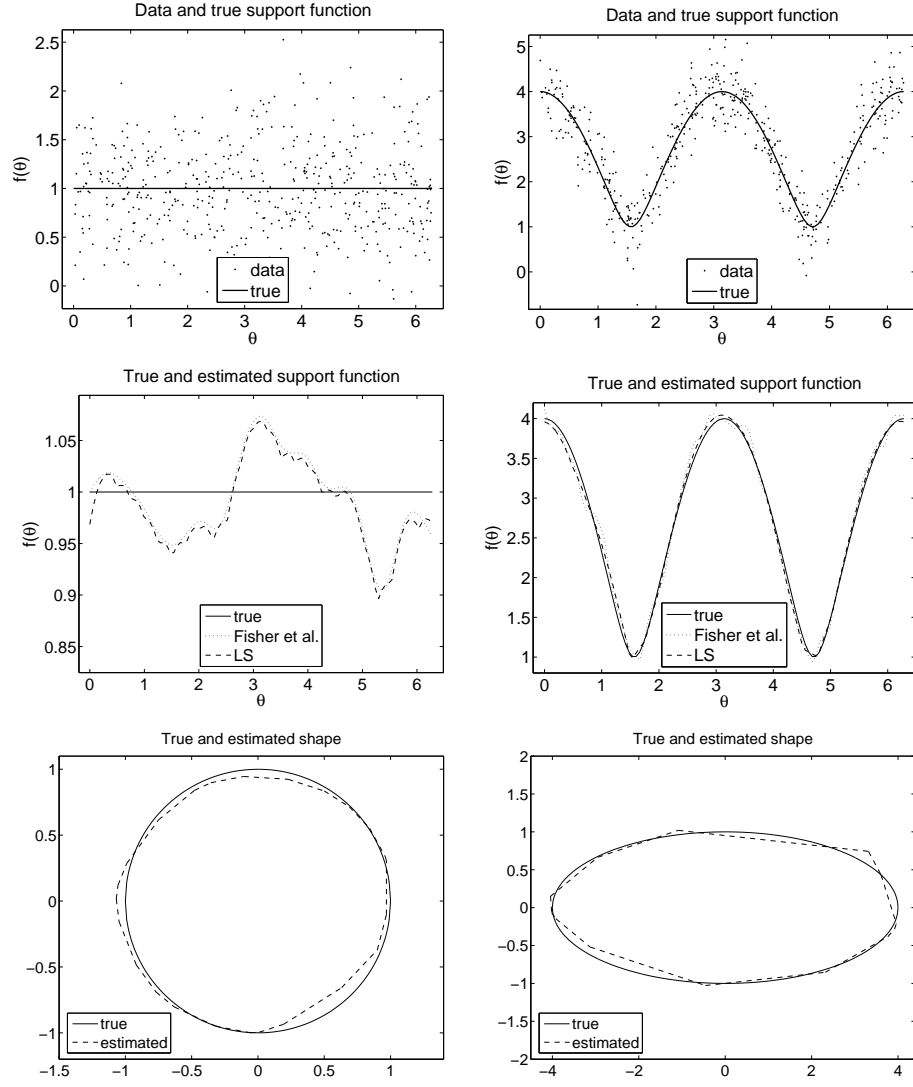 Data and true support function
2.5
2
1.5
1
0.5
0
f(θ)
data
true
0 1 2 3 4 5 6
θ
Data and true support function
5
4
3
2
1
0
f(θ)
data
true
0 1 2 3 4 5 6
θ
True and estimated support function
1.05
1
0.95
0.9
0.85
f(θ)
true
Fisher et al.
LS
0 1 2 3 4 5 6
θ
True and estimated support function
4
3.5
3
2.5
2
1.5
1
f(θ)
true
Fisher et al.
LS
0 1 2 3 4 5 6
θ
True and estimated shape
1
0.5
0
−0.5
−1
true
estimated
−1.5 −1 −0.5 0 0.5 1
True and estimated shape
2
1.5
1
0.5
0
−0.5
−1
−1.5
−2
true
estimated
−4 −2 0 2 4